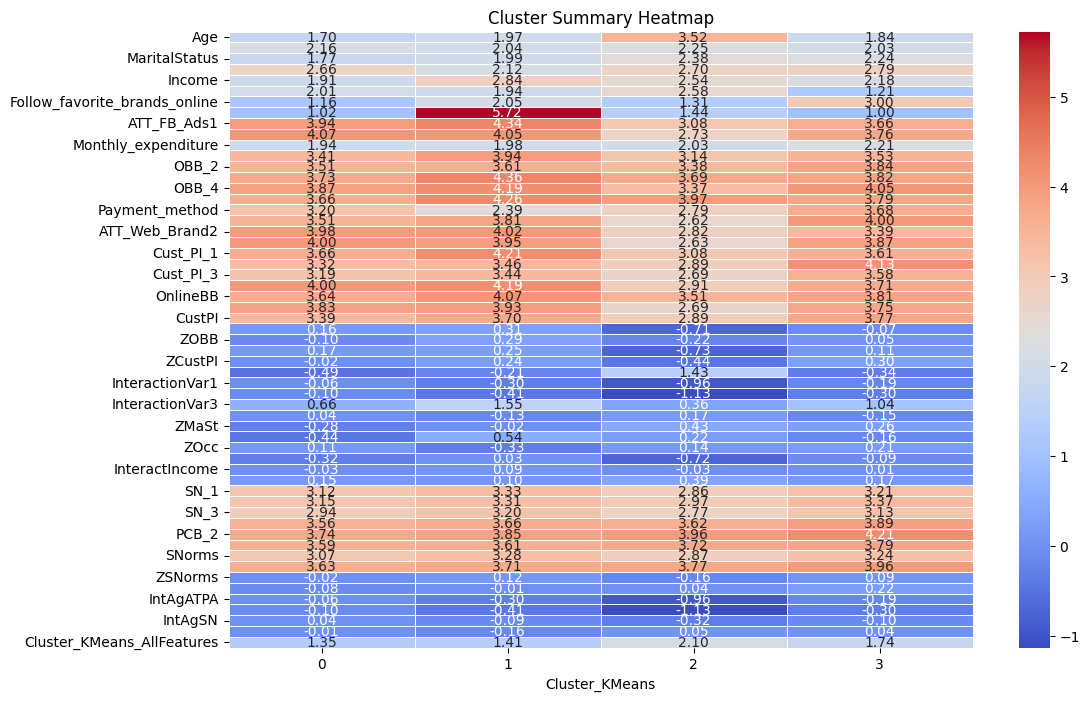 Cluster Summary Heatmap
Age 1.70 1.97 3.52 1.84
2.16 2.04 2.25 2.03
MaritalStatus 1.77 1.99 2.38 2.24
2.66 2.12 2.70 2.79
Income 1.91 2.84 2.54 2.18
2.01 1.94 2.58 1.21
Follow_favorite_brands_online 1.16 2.05 1.31 3.00
1.02 5.72 1.44 1.00
ATT_FB_Ads1 3.94 4.34 3.08 3.66
4.07 4.05 2.73 3.76
Monthly_expenditure 1.94 1.98 2.03 2.21
3.41 3.94 3.14 3.53
OBB_2 3.51 3.61 3.38 3.84
3.73 4.36 3.69 3.82
OBB_4 3.87 4.19 3.37 4.05
3.66 4.26 3.97 3.79
Payment_method 3.20 2.39 2.79 3.68
3.51 3.81 2.62 4.00
ATT_Web_Brand2 3.98 4.02 2.82 3.39
4.00 3.95 2.63 3.87
Cust_PI_1 3.66 4.21 3.08 3.61
3.32 3.46 2.89 4.13
Cust_PI_3 3.19 3.44 2.69 3.58
4.00 4.19 2.91 3.71
OnlineBB 3.64 4.07 3.51 3.81
3.83 3.93 2.69 3.75
CustPI 3.39 3.70 2.89 3.77
0.16 0.31 -0.71 -0.07
ZOBB -0.10 0.29 -0.22 0.05
0.17 0.25 -0.73 0.11
ZCustPI -0.02 0.24 -0.44 0.30
-0.49 -0.21 1.43 -0.34
InteractionVar1 -0.06 -0.30 -0.96 -0.19
-0.10 -0.41 -1.13 -0.30
InteractionVar3 0.66 1.55 0.36 1.04
0.04 -0.13 0.17 -0.15
ZMaSt -0.28 -0.02 0.43 0.26
-0.44 0.54 0.22 -0.16
ZOcc 0.11 -0.33 0.14 0.21
-0.32 0.03 -0.72 -0.09
InteractIncome -0.03 0.09 -0.03 0.01
0.15 0.10 0.39 0.17
SN_1 3.12 3.33 2.86 3.21
3.15 3.31 2.97 3.37
SN_3 2.94 3.20 2.77 3.13
3.56 3.66 3.62 3.89
PCB_2 3.74 3.85 3.96 4.21
3.59 3.61 3.72 3.79
SNorms 3.07 3.28 2.87 3.24
3.63 3.71 3.77 3.96
ZSNorms -0.02 0.12 -0.16 0.09
-0.08 -0.01 0.04 0.22
IntAgATPA -0.06 -0.30 -0.96 -0.19
-0.10 -0.41 -1.13 -0.30
IntAgSN 0.04 -0.09 -0.32 -0.10
-0.01 -0.16 0.05 0.04
Cluster_KMeans_AllFeatures 1.35 1.41 2.10 1.74
0 1 2 3
Cluster_KMeans
5
4
3
2
1
0
−1